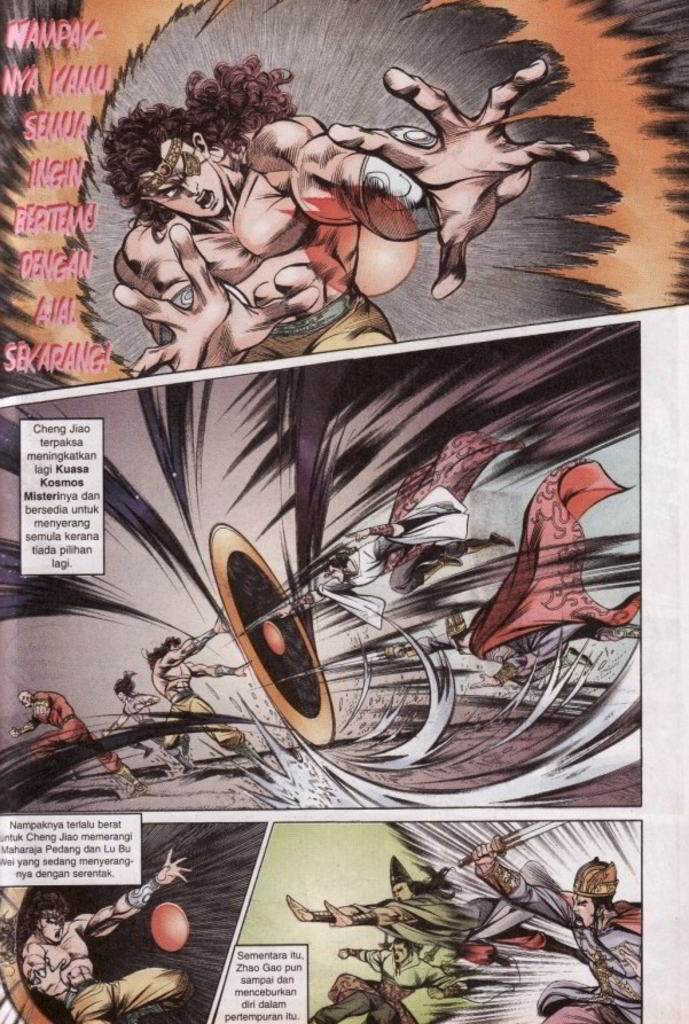 NAMPAK-
NYA KAMU
SEMUA
INGIN
BERTEMU
DENGAN
AJAL
SEKARANG!
Cheng Jiao
terpaksa
meningkatkan
lagi Kuasa
Kosmos
Misterinya dan
bersedia untuk
menyerang
semula kerana
tiada pilihan
lagi.
Nampaknya terlalu berat
untuk Cheng Jiao memerangi
Maharaja Pedang dan Lu Bu
Wei yang sedang menyerang-
nya dengan serentak.
Sementara itu,
Zhao Gao pun
sampai dan
menceburkan
diri dalam
pertempuran itu.